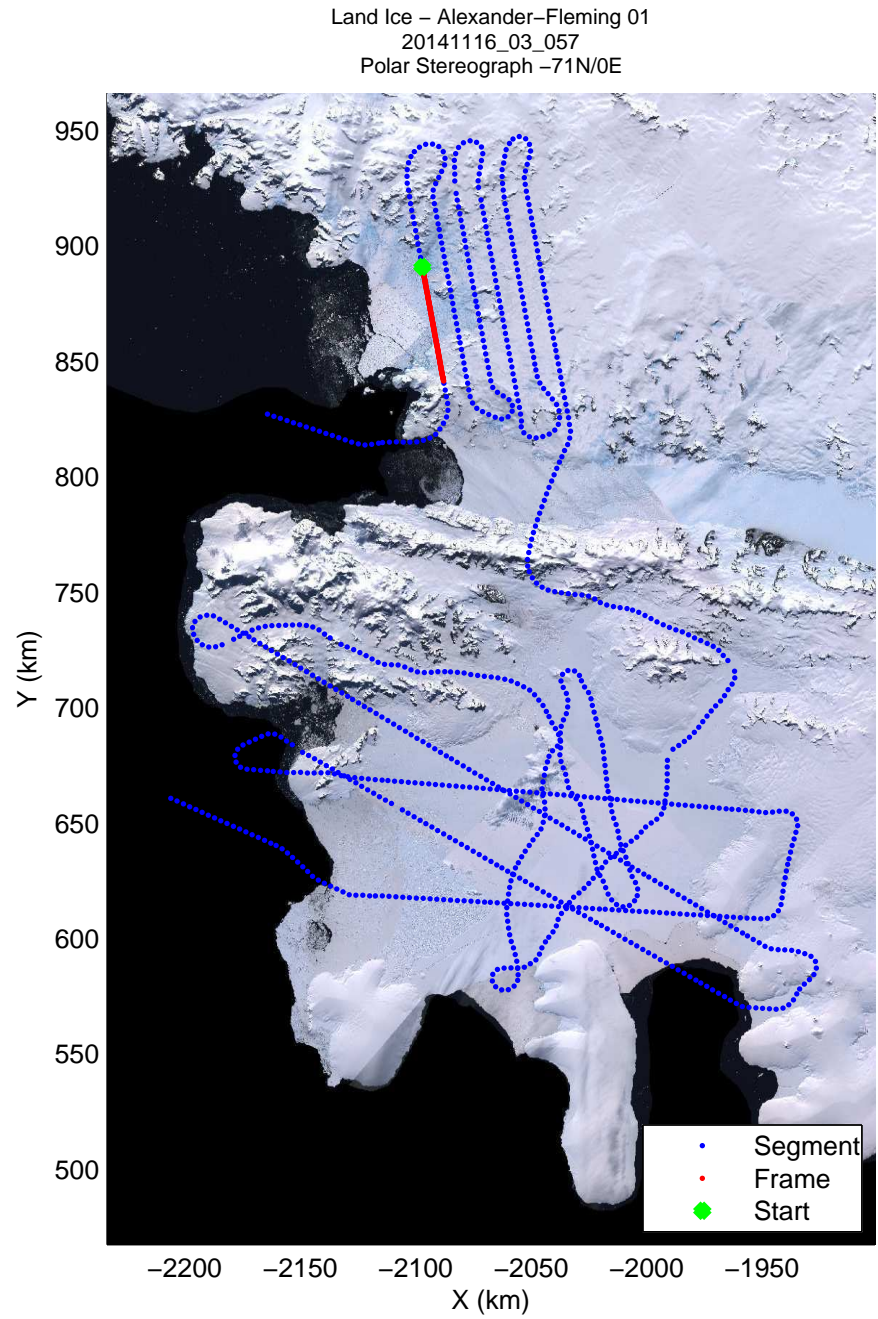 Land Ice − Alexander−Fleming 01
20141116_03_057
Polar Stereograph −71N/0E
950
900
850
800
750
700
650
600
550
500
Y (km)
Segment
Frame
Start
−2200 −2150 −2100 −2050 −2000 −1950
X (km)